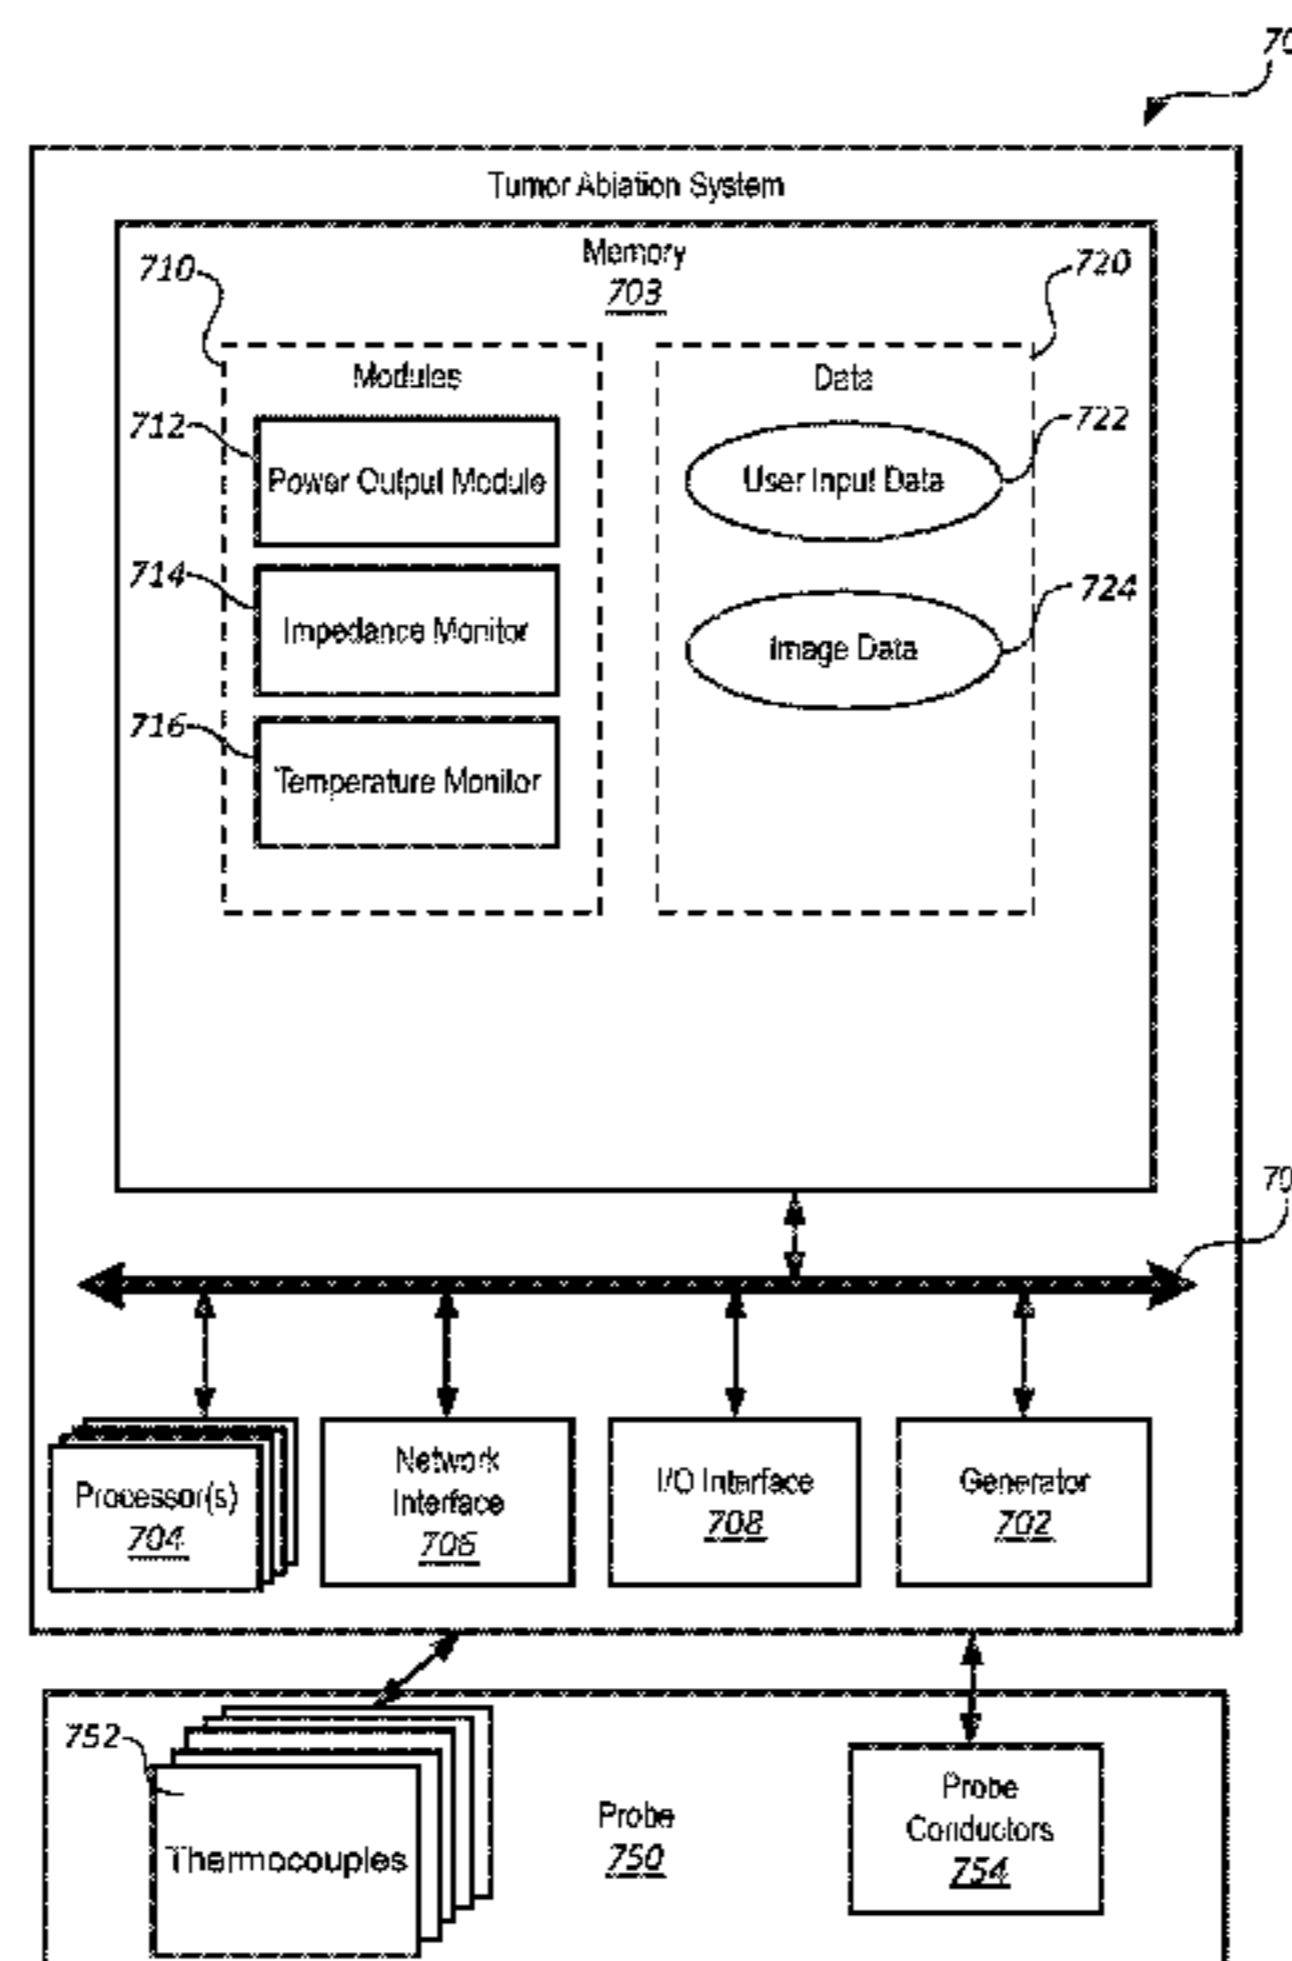 70
Tumor Ablation System
Memory
703
710
720
Modules
Data
712
722
Power Output Module
User Input Data
714
724
Impedance Monitor
Image Data
716
Temperature Monitor
70
Processor(s)
704
Network
Interface
706
I/O Interface
708
Generator
702
752
Thermocouples
Probe
750
Probe
Conductors
754